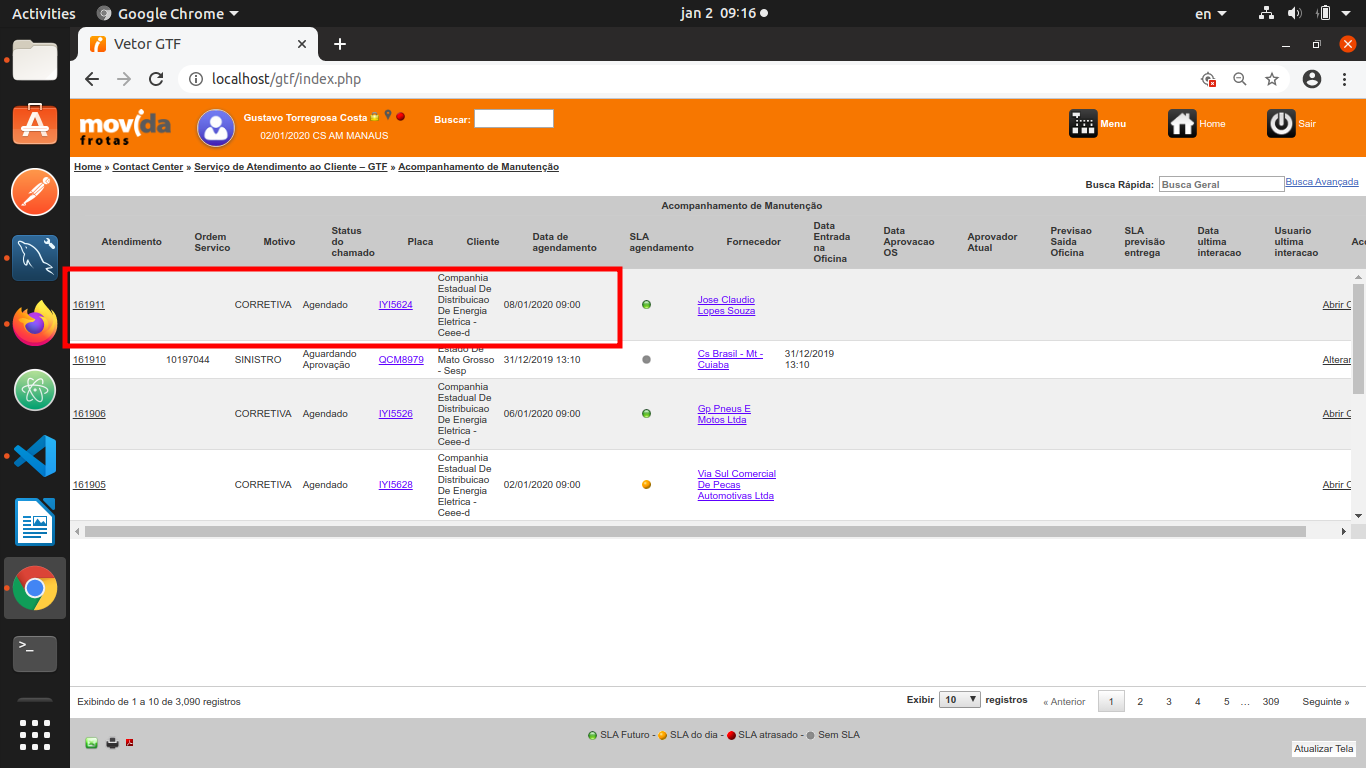 Activities Google Chrome jan 2 09:16 en
Vetor GTF
localhost/gtf/index.php
movida
frotas
Gustavo Torregrosa Costa
02/01/2020 CS AM MANAUS
Buscar:
Menu
Home
Sair
Home » Contact Center » Serviço de Atendimento ao Cliente – GTF » Acompanhamento de Manutenção
Busca Rápida: Busca Geral Busca Avançada
Acompanhamento de Manutenção
Atendimento
Ordem
Servico
Motivo
Status
do
chamado
Placa
Cliente
Data de
agendamento
SLA
agendamento
Fornecedor
Data
Entrada
na
Oficina
Data
Aprovacao
OS
Aprovador
Atual
Previsao
Saida
Oficina
SLA
previsão
entrega
Data
ultima
interacao
Usuario
ultima
interacao
161911
CORRETIVA
Agendado
IYI5624
Companhia
Estadual De
Distribuicao
De Energia
Eletrica -
Ceee-d
08/01/2020 09:00
Jose Claudio
Lopes Souza
Abrir
161910
10197044
SINISTRO
Aguardando
Aprovação
QCM8979
Estado De
Mato Grosso
- Sesp
31/12/2019 13:10
Cs Brasil - Mt -
Cuiaba
31/12/2019
13:10
Alterar
161906
CORRETIVA
Agendado
IYI5526
Companhia
Estadual De
Distribuicao
De Energia
Eletrica -
Ceee-d
06/01/2020 09:00
Gp Pneus E
Motos Ltda
Abrir
161905
CORRETIVA
Agendado
IYI5628
Companhia
Estadual De
Distribuicao
De Energia
Eletrica -
Ceee-d
02/01/2020 09:00
Via Sul Comercial
De Pecas
Automotivas Ltda
Abrir
Exibindo de 1 a 10 de 3,090 registros
Exibir 10 registros « Anterior 1 2 3 4 5 … 309 Seguinte »
SLA Futuro - SLA do dia - SLA atrasado - Sem SLA
Atualizar Tela